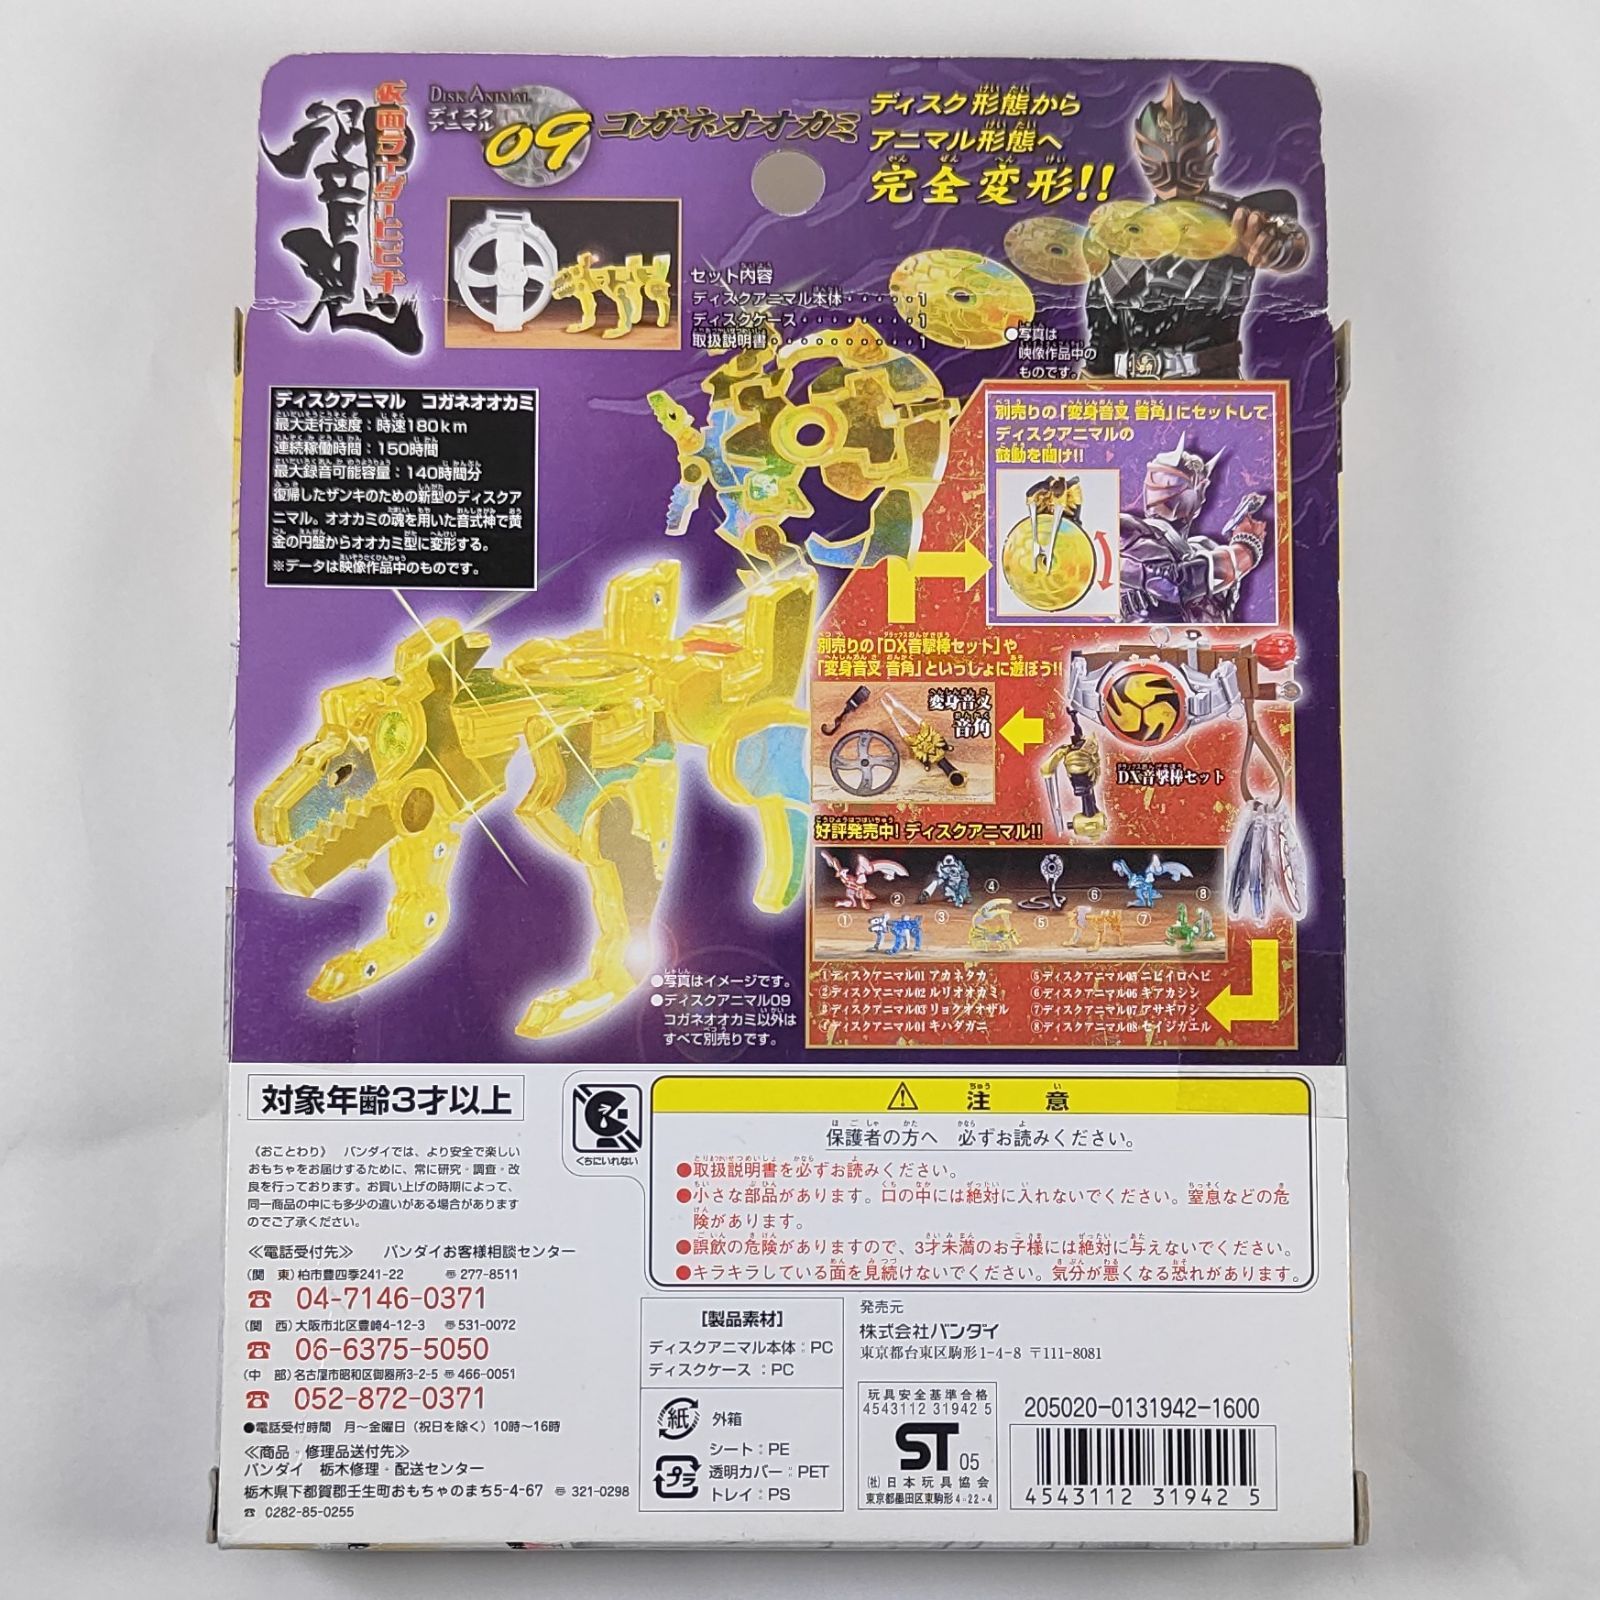 仮面ライダーヒビキ
響鬼
DISK ANIMAL
ディスク
アニマル
09
コガネオオカミ
ディスク形態から
アニマル形態へ
完全変形!!
セット内容
ディスクアニマル本体・・・・・1
ディスクケース・・・・・・・・1
取扱説明書・・・・・・・・・・1
●写真は
映像作品中の
ものです。
ディスクアニマル コガネオオカミ
最大走行速度：時速180km
連続稼働時間：150時間
最大録音可能容量：140時間分
復帰したザンキのための新型のディスクア
ニマル。オオカミの魂を用いた音式神で黄
金の円盤からオオカミ型に変形する。
※データは映像作品中のものです。
別売りの「変身音叉 音角」にセットして
ディスクアニマルの
鼓動を聞け!!
別売りの「DX音撃棒セット」や
「変身音叉 音角」といっしょに遊ぼう!!
変身音叉
音角
DX音撃棒セット
好評発売中! ディスクアニマル!!
① ② ③ ④ ⑤ ⑥ ⑦ ⑧
①ディスクアニマル01 アカネタカ
②ディスクアニマル02 ルリオオカミ
③ディスクアニマル03 リョクオオザル
④ディスクアニマル04 キハダガニ
⑤ディスクアニマル05 ニビイロヘビ
⑥ディスクアニマル06 キアカシシ
⑦ディスクアニマル07 アサギワシ
⑧ディスクアニマル08 セイジガエル
●写真はイメージです。
●ディスクアニマル09
コガネオオカミ以外は
すべて別売りです。
対象年齢3才以上
くちにいれない
《おことわり》 バンダイでは、より安全で楽しい
おもちゃをお届けするために、常に研究・調査・改
良を行っております。お買い上げの時期によって、
同一商品の中にも多少の違いがある場合があります
のでご了承ください。
≪電話受付先≫ バンダイお客様相談センター
(関 東)柏市豊四季241-22 〠277-8511
☎ 04-7146-0371
(関 西)大阪市北区豊崎4-12-3 〠531-0072
☎ 06-6375-5050
(中 部)名古屋市昭和区御器所3-2-5 〠466-0051
☎ 052-872-0371
●電話受付時間 月～金曜日（祝日を除く）10時～16時
≪商品・修理品送付先≫
バンダイ 栃木修理・配送センター
栃木県下都賀郡壬生町おもちゃのまち5-4-67 〠321-0298
☎ 0282-85-0255
⚠ 注意
保護者の方へ 必ずお読みください。
●取扱説明書を必ずお読みください。
●小さな部品があります。口の中には絶対に入れないでください。窒息などの危
険があります。
●誤飲の危険がありますので、3才未満のお子様には絶対に与えないでください。
●キラキラしている面を見続けないでください。気分が悪くなる恐れがあります。
[製品素材]
ディスクアニマル本体：PC
ディスクケース：PC
紙 外箱
シート：PE
プラ 透明カバー：PET
トレイ：PS
発売元
株式会社バンダイ
東京都台東区駒形1-4-8 〒111-8081
玩具安全基準合格
4543112 31942 5
ST 05
(社)日本玩具協会
東京都墨田区東駒形4-22-4
205020-0131942-1600
4543112 31942 5